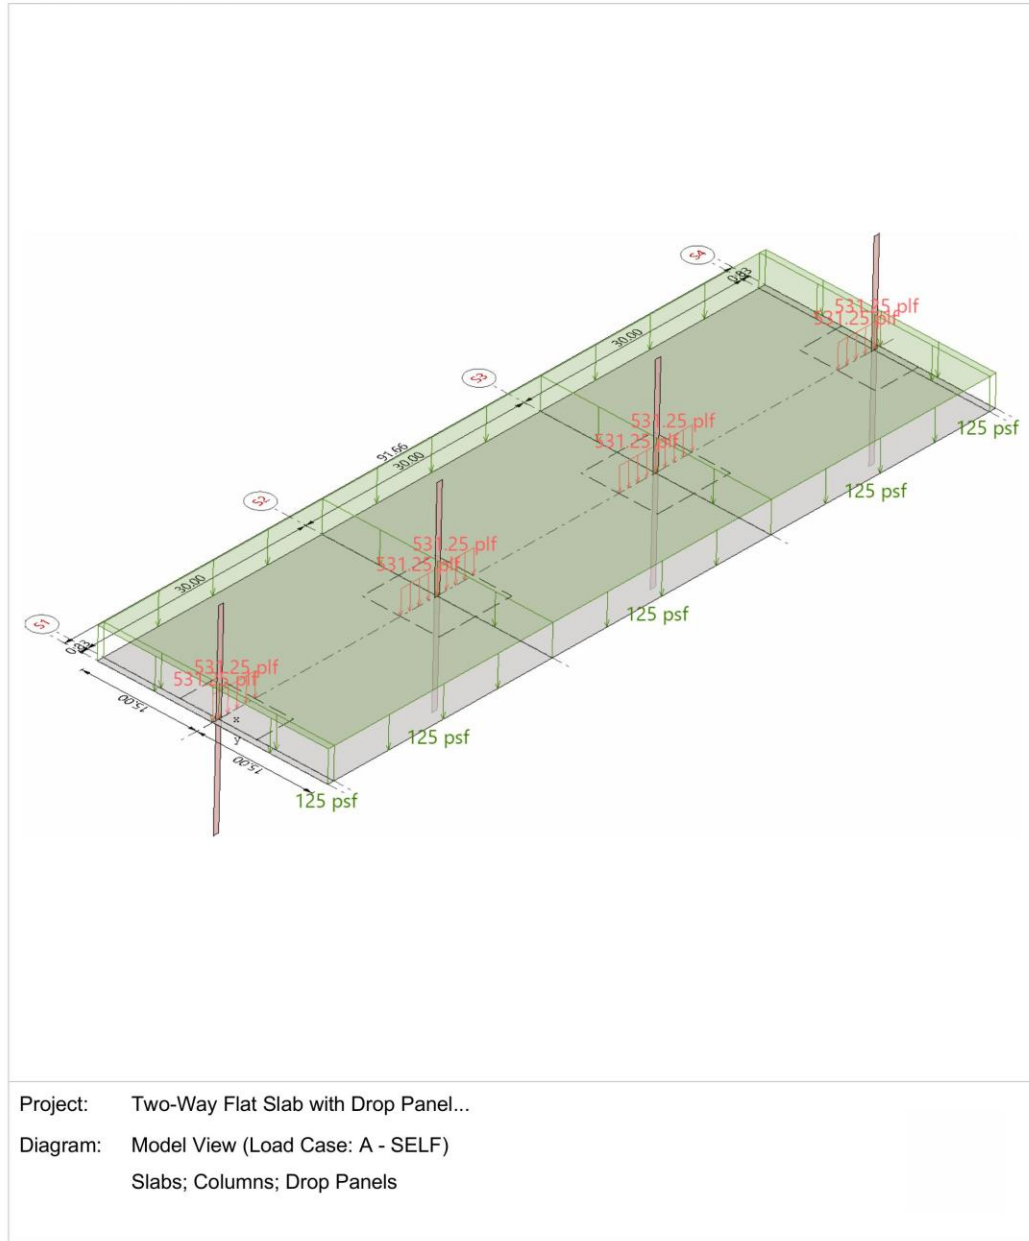 S4
0.83
531.25 plf
531.25 plf
30.00
S3
531.25 plf
531.25 plf
125 psf
91.66
30.00
125 psf
S2
531.25 plf
531.25 plf
30.00
125 psf
S1
0.83
531.25 plf
531.25 plf
x
y
15.00
15.00
125 psf
125 psf
Project: Two-Way Flat Slab with Drop Panel...
Diagram: Model View (Load Case: A - SELF)
Slabs; Columns; Drop Panels